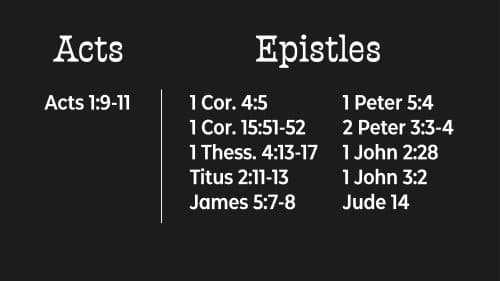 Acts
Acts 1:9-11
Epistles
1 Cor. 4:5
1 Cor. 15:51-52
1 Thess. 4:13-17
Titus 2:11-13
James 5:7-8
1 Peter 5:4
2 Peter 3:3-4
1 John 2:28
1 John 3:2
Jude 14